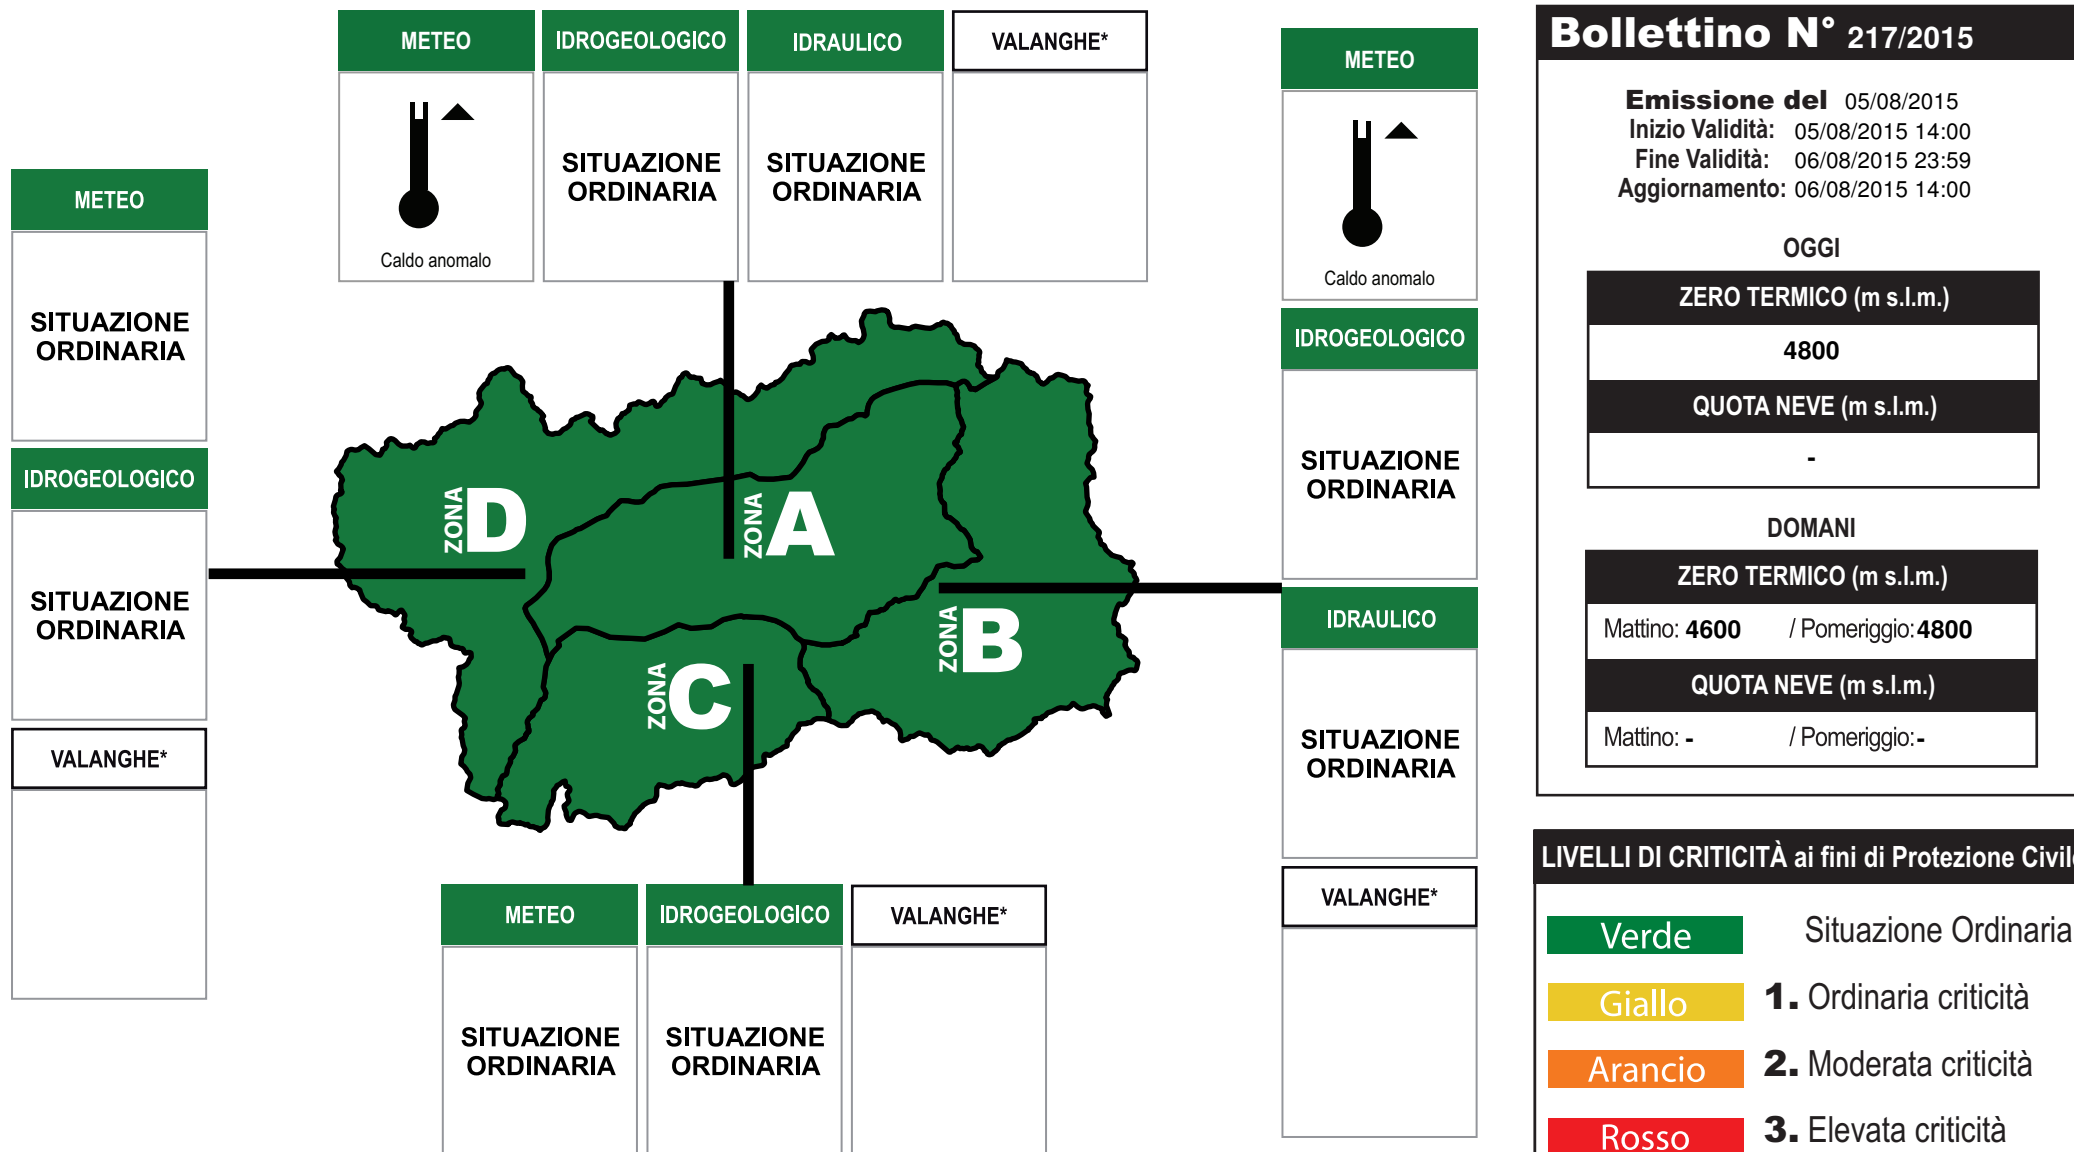 METEO
IDROGEOLOGICO
IDRAULICO
VALANGHE*
Caldo anomalo
SITUAZIONE
ORDINARIA
SITUAZIONE
ORDINARIA
METEO
SITUAZIONE
ORDINARIA
IDROGEOLOGICO
SITUAZIONE
ORDINARIA
VALANGHE*
ZONA D
ZONA A
ZONA B
ZONA C
METEO
IDROGEOLOGICO
VALANGHE*
SITUAZIONE
ORDINARIA
SITUAZIONE
ORDINARIA
METEO
Caldo anomalo
IDROGEOLOGICO
SITUAZIONE
ORDINARIA
IDRAULICO
SITUAZIONE
ORDINARIA
VALANGHE*
Bollettino N° 217/2015
Emissione del 05/08/2015
Inizio Validità: 05/08/2015 14:00
Fine Validità: 06/08/2015 23:59
Aggiornamento: 06/08/2015 14:00
OGGI
ZERO TERMICO (m s.l.m.)
4800
QUOTA NEVE (m s.l.m.)
-
DOMANI
ZERO TERMICO (m s.l.m.)
Mattino: 4600 / Pomeriggio: 4800
QUOTA NEVE (m s.l.m.)
Mattino: - / Pomeriggio: -
LIVELLI DI CRITICITÀ ai fini di Protezione Civile
Verde Situazione Ordinaria
Giallo 1. Ordinaria criticità
Arancio 2. Moderata criticità
Rosso 3. Elevata criticità